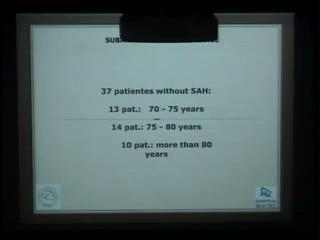 37 patientes without SAH:
13 pat.: 70 - 75 years
14 pat.: 75 - 80 years
10 pat.: more than 80
years